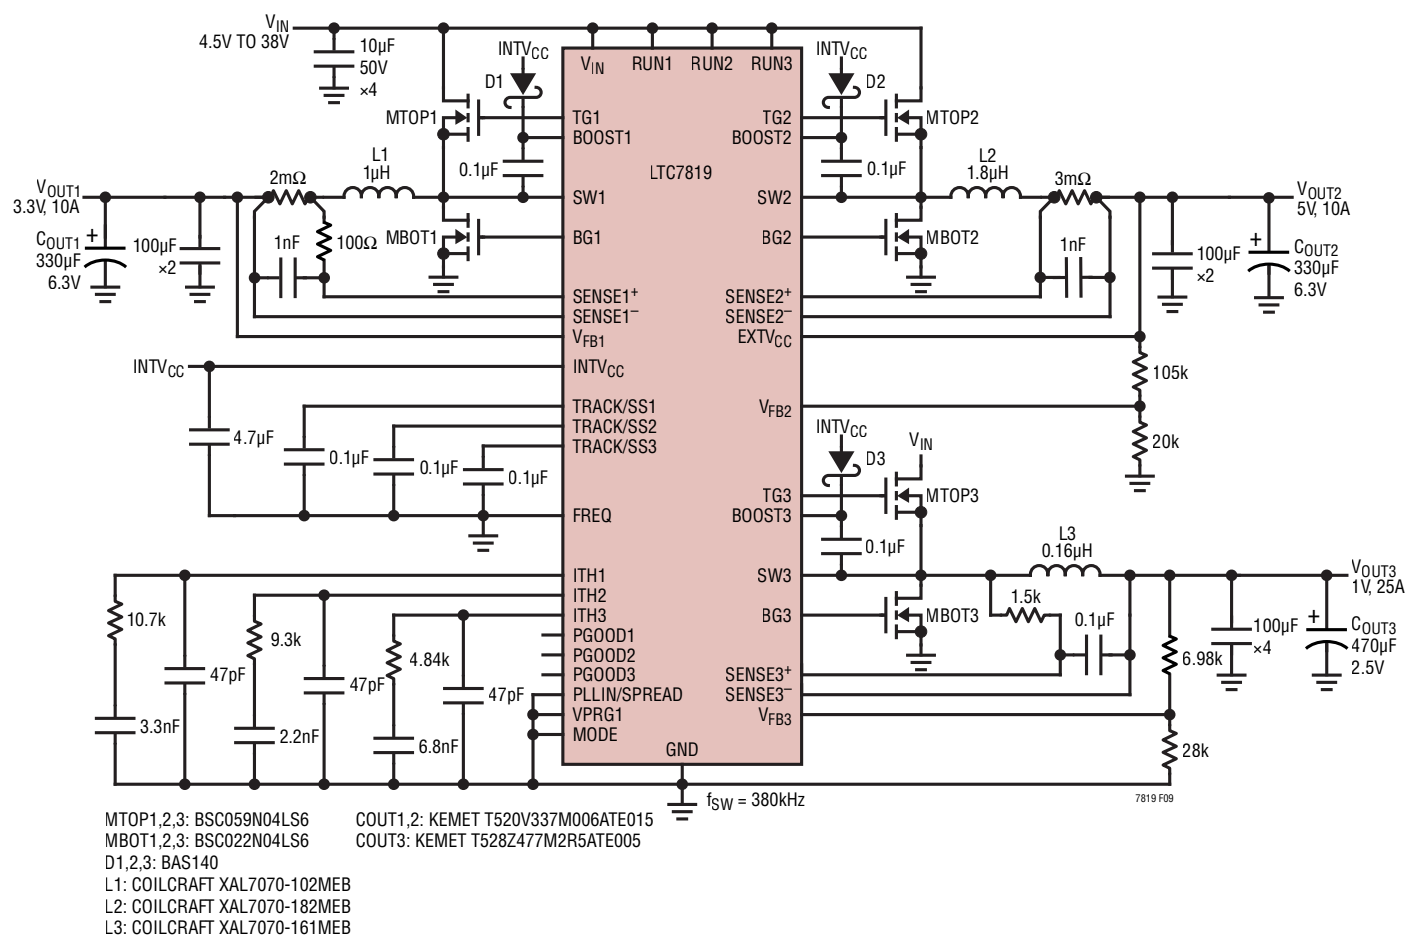 VIN
4.5V TO 38V
10µF
50V
×4
INTVCC
D1
MTOP1
0.1µF
L1
1µH
2mΩ
VOUT1
3.3V, 10A
COUT1
330µF
6.3V
+
100µF
×2
1nF
100Ω
MBOT1
INTVCC
4.7µF
0.1µF
0.1µF
0.1µF
10.7k
3.3nF
47pF
9.3k
2.2nF
47pF
4.84k
6.8nF
47pF
VIN
RUN1
RUN2
RUN3
LTC7819
TG1
BOOST1
SW1
BG1
SENSE1+
SENSE1–
VFB1
INTVCC
TRACK/SS1
TRACK/SS2
TRACK/SS3
FREQ
ITH1
ITH2
ITH3
PGOOD1
PGOOD2
PGOOD3
PLLIN/SPREAD
VPRG1
MODE
GND
TG2
BOOST2
SW2
BG2
SENSE2+
SENSE2–
EXTVCC
VFB2
TG3
BOOST3
SW3
BG3
SENSE3+
SENSE3–
VFB3
INTVCC
D2
MTOP2
0.1µF
L2
1.8µH
3mΩ
VOUT2
5V, 10A
MBOT2
1nF
100µF
×2
+
COUT2
330µF
6.3V
105k
20k
INTVCC
D3
VIN
MTOP3
0.1µF
L3
0.16µH
VOUT3
1V, 25A
MBOT3
1.5k
0.1µF
6.98k
100µF
×4
+
COUT3
470µF
2.5V
28k
fSW = 380kHz
7819 F09
MTOP1,2,3: BSC059N04LS6
MBOT1,2,3: BSC022N04LS6
D1,2,3: BAS140
L1: COILCRAFT XAL7070-102MEB
L2: COILCRAFT XAL7070-182MEB
L3: COILCRAFT XAL7070-161MEB
COUT1,2: KEMET T520V337M006ATE015
COUT3: KEMET T528Z477M2R5ATE005